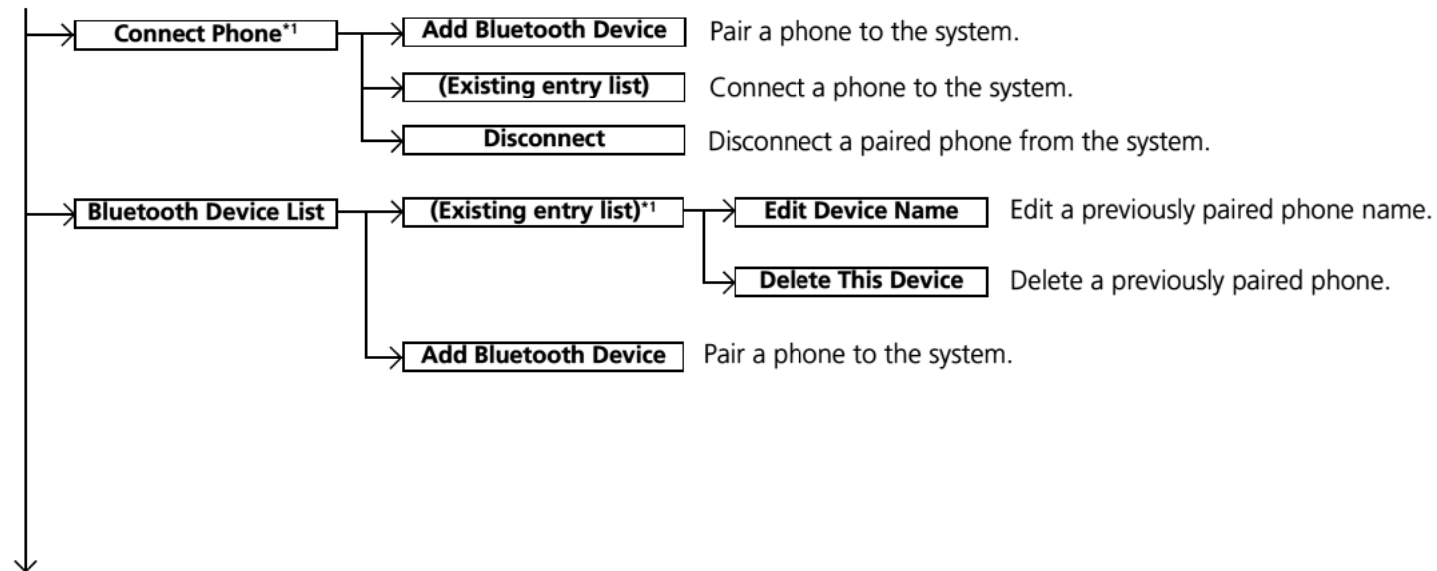 Connect Phone*1 Add Bluetooth Device Pair a phone to the system.
(Existing entry list) Connect a phone to the system.
Disconnect Disconnect a paired phone from the system.
Bluetooth Device List (Existing entry list)*1 Edit Device Name Edit a previously paired phone name.
Delete This Device Delete a previously paired phone.
Add Bluetooth Device Pair a phone to the system.